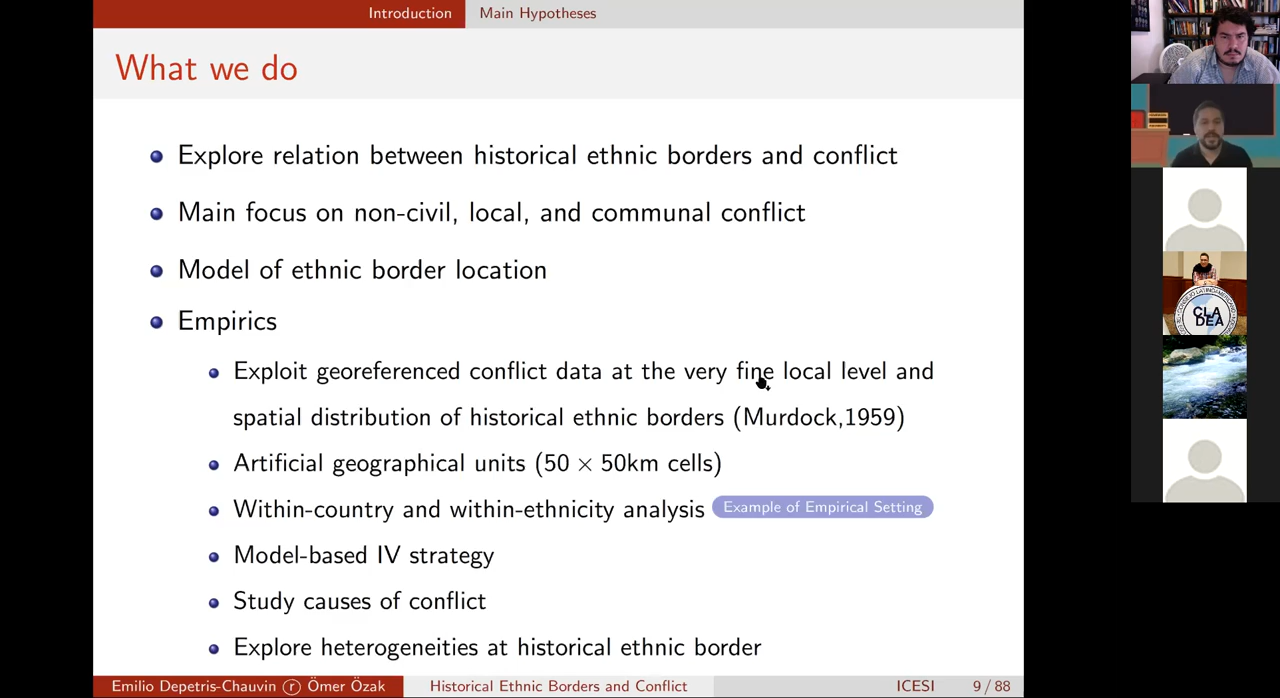 Introduction Main Hypotheses
What we do
Explore relation between historical ethnic borders and conflict
Main focus on non-civil, local, and communal conflict
Model of ethnic border location
Empirics
Exploit georeferenced conflict data at the very fine local level and
spatial distribution of historical ethnic borders (Murdock,1959)
Artificial geographical units (50 × 50km cells)
Within-country and within-ethnicity analysis Example of Empirical Setting
Model-based IV strategy
Study causes of conflict
Explore heterogeneities at historical ethnic border
Emilio Depetris-Chauvin ⓡ Ömer Özak Historical Ethnic Borders and Conflict ICESI 9 / 88
CLA
DEA